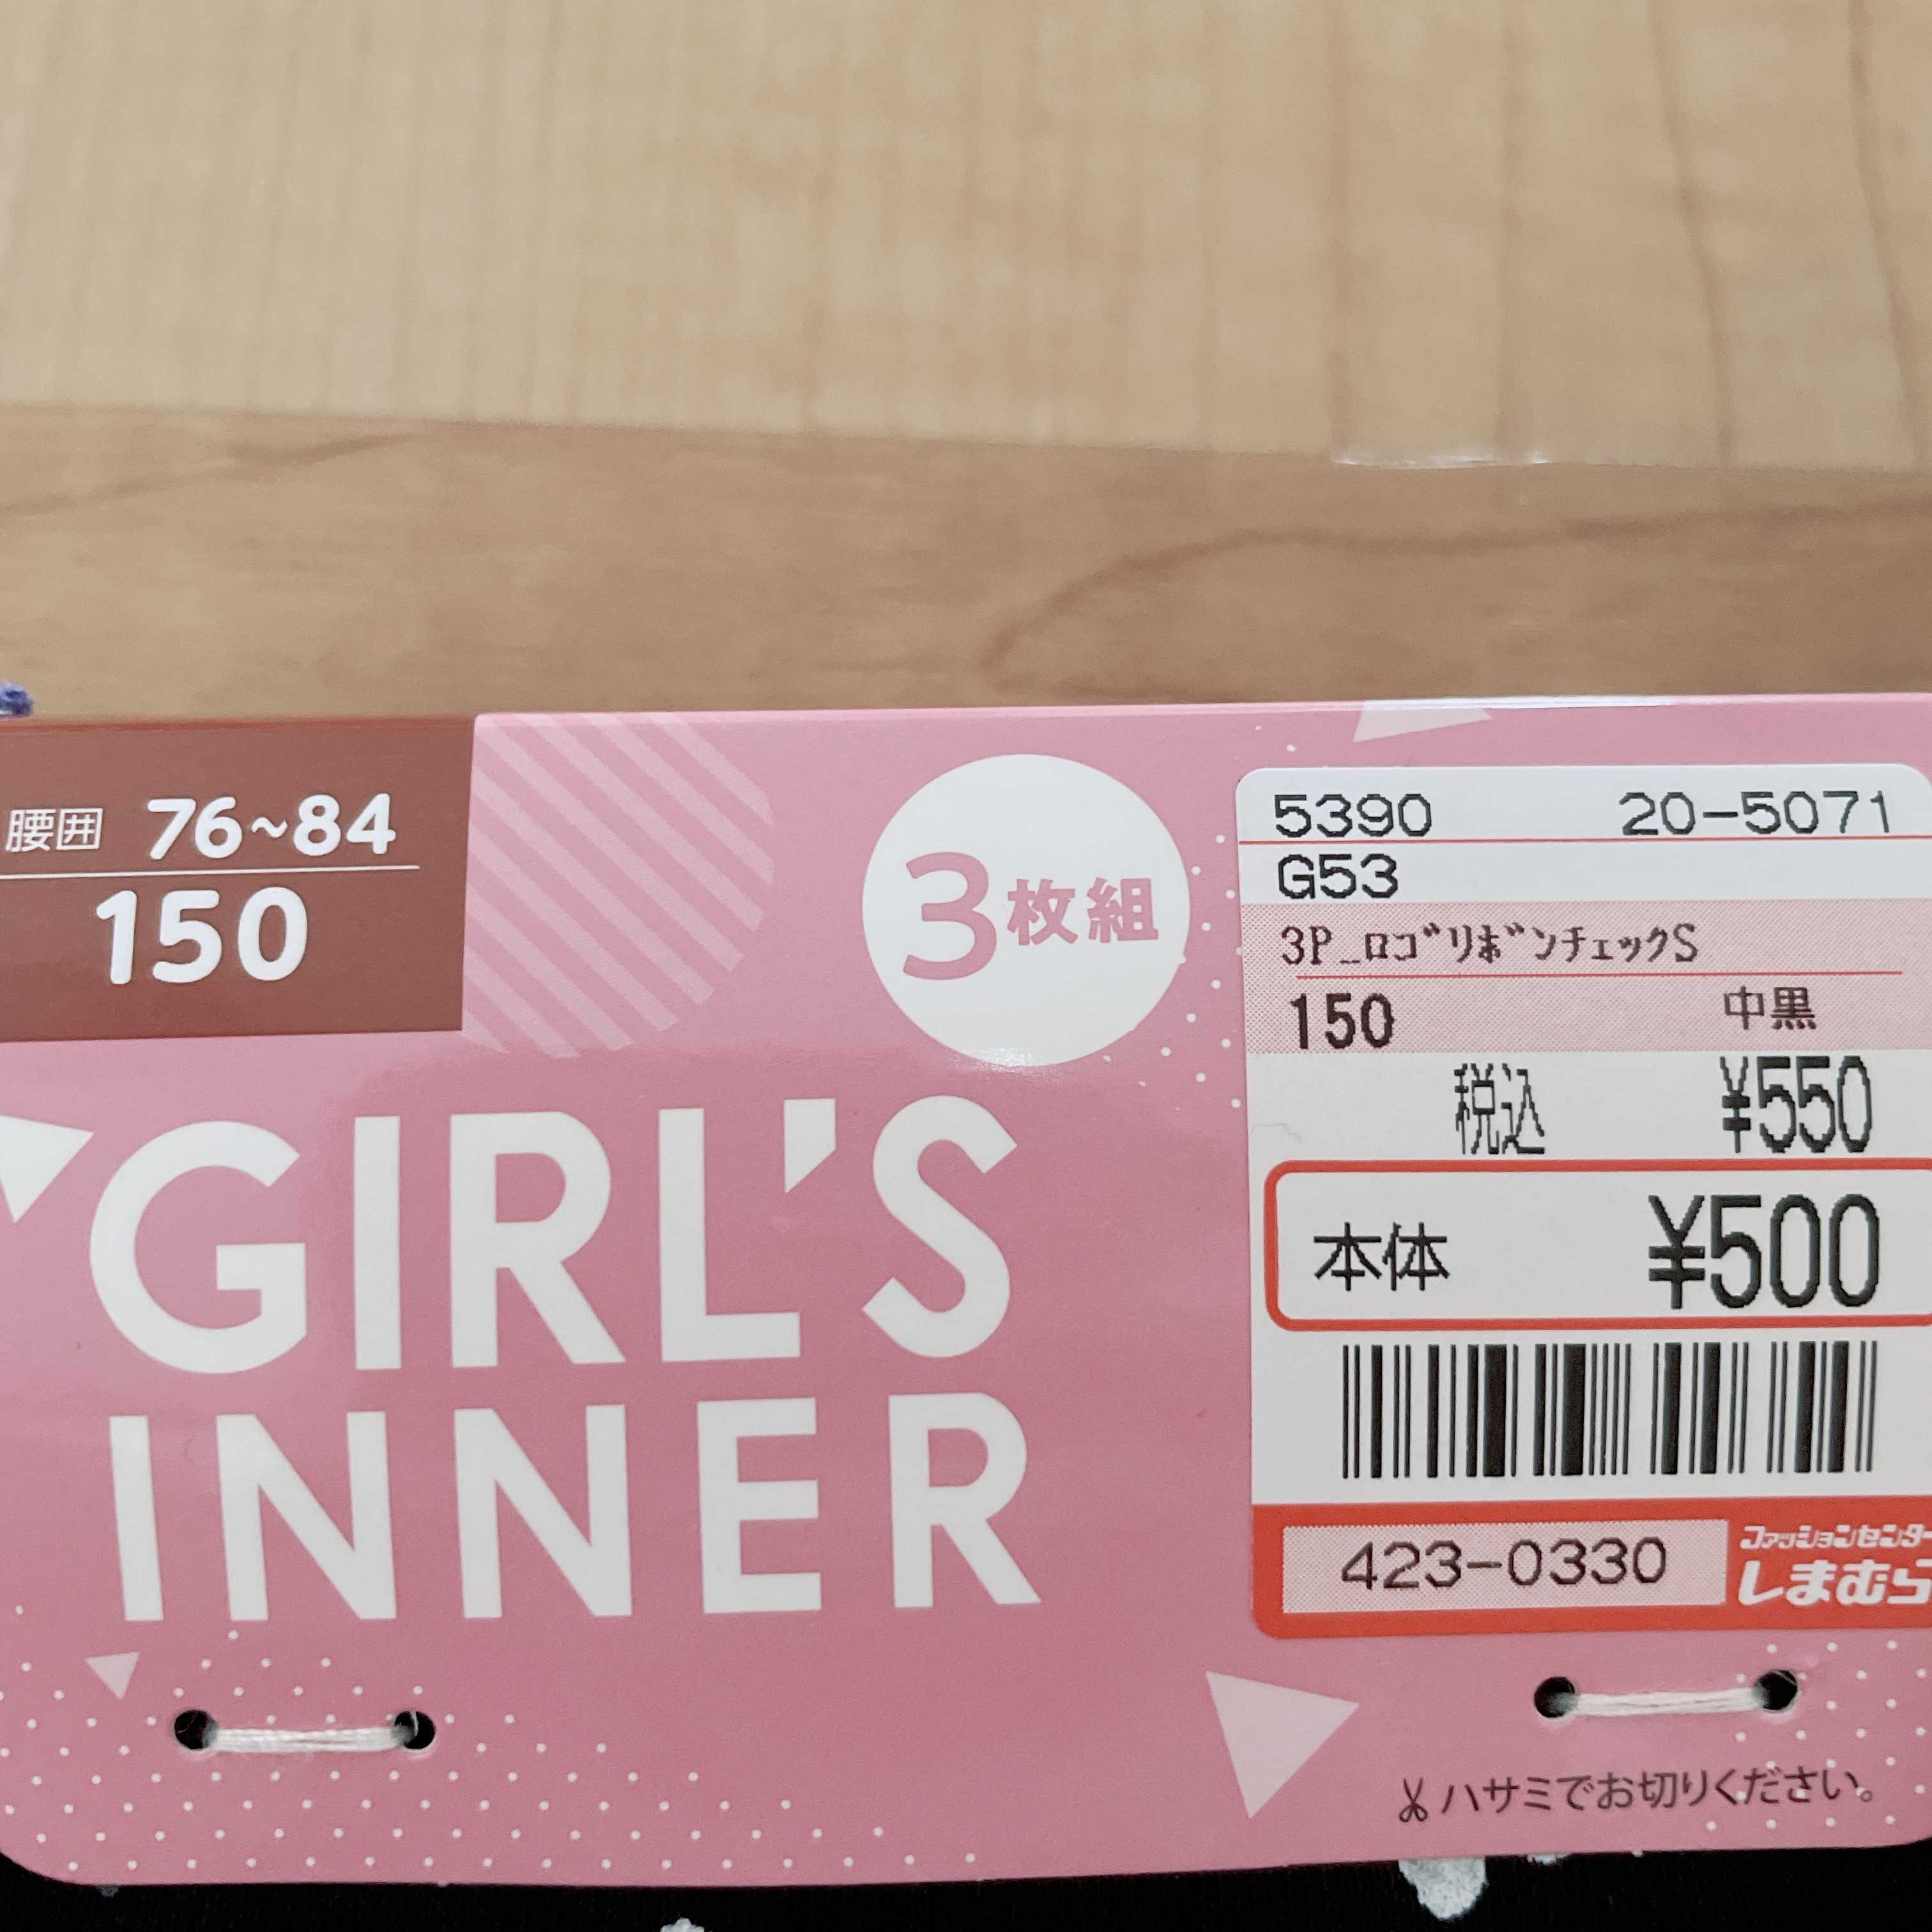 腰囲 76~84
150
3枚組
GIRL'S
INNER
5390 20-5071
G53
3P_ロゴリボンチェックS
150 中黒
税込 ¥550
本体 ¥500
423-0330
ファッションセンター
しまむら
ハサミでお切りください。